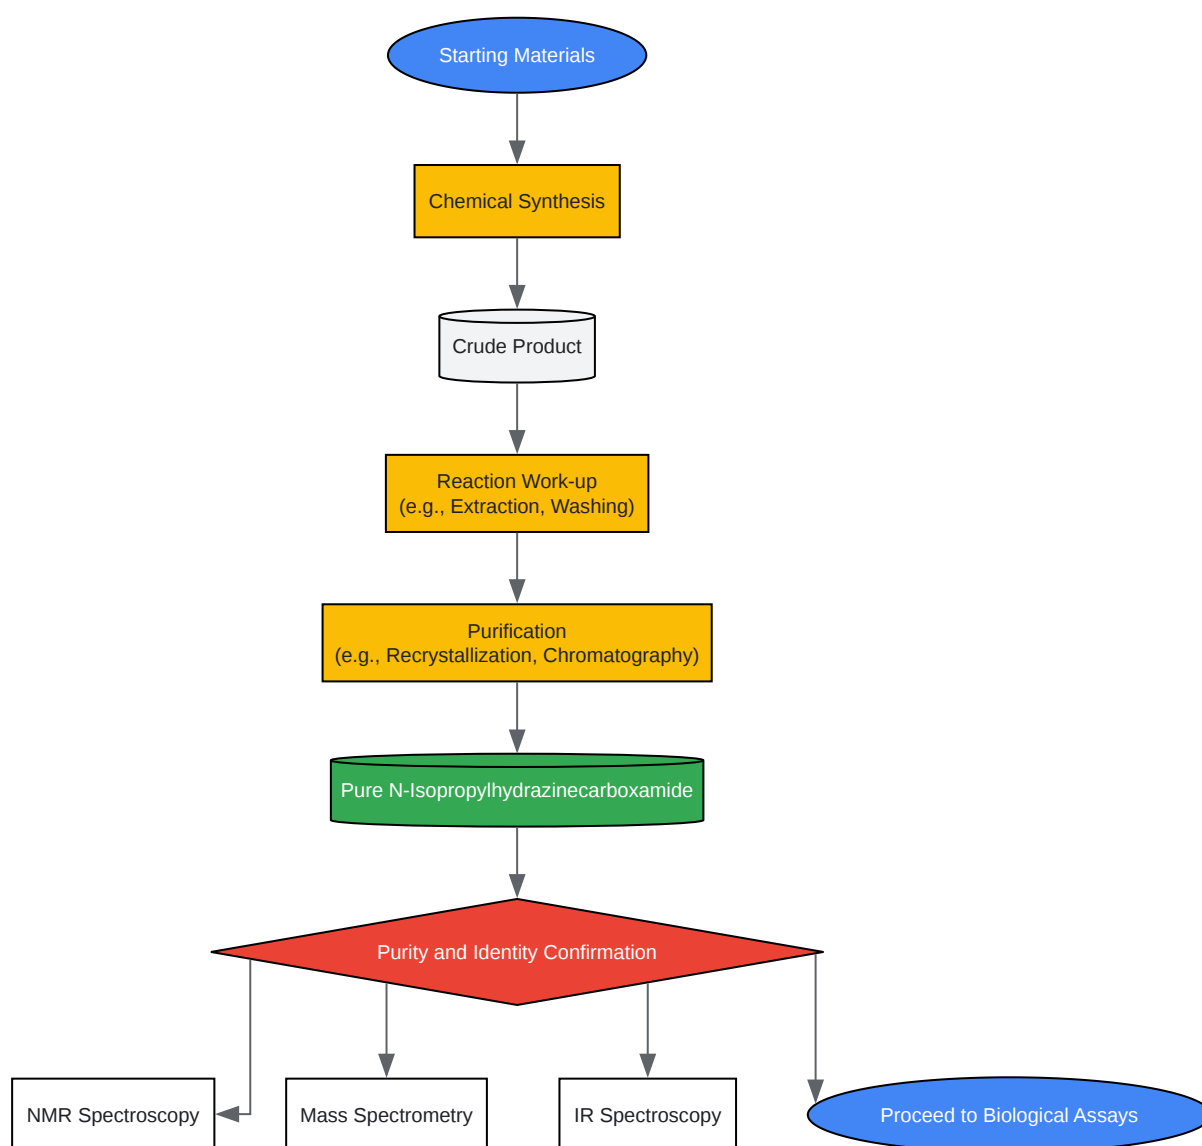 Starting Materials
Chemical Synthesis
Crude Product
Reaction Work-up
(e.g., Extraction, Washing)
Purification
(e.g., Recrystallization, Chromatography)
Pure N-Isopropylhydrazinecarboxamide
Purity and Identity Confirmation
NMR Spectroscopy
Mass Spectrometry
IR Spectroscopy
Proceed to Biological Assays